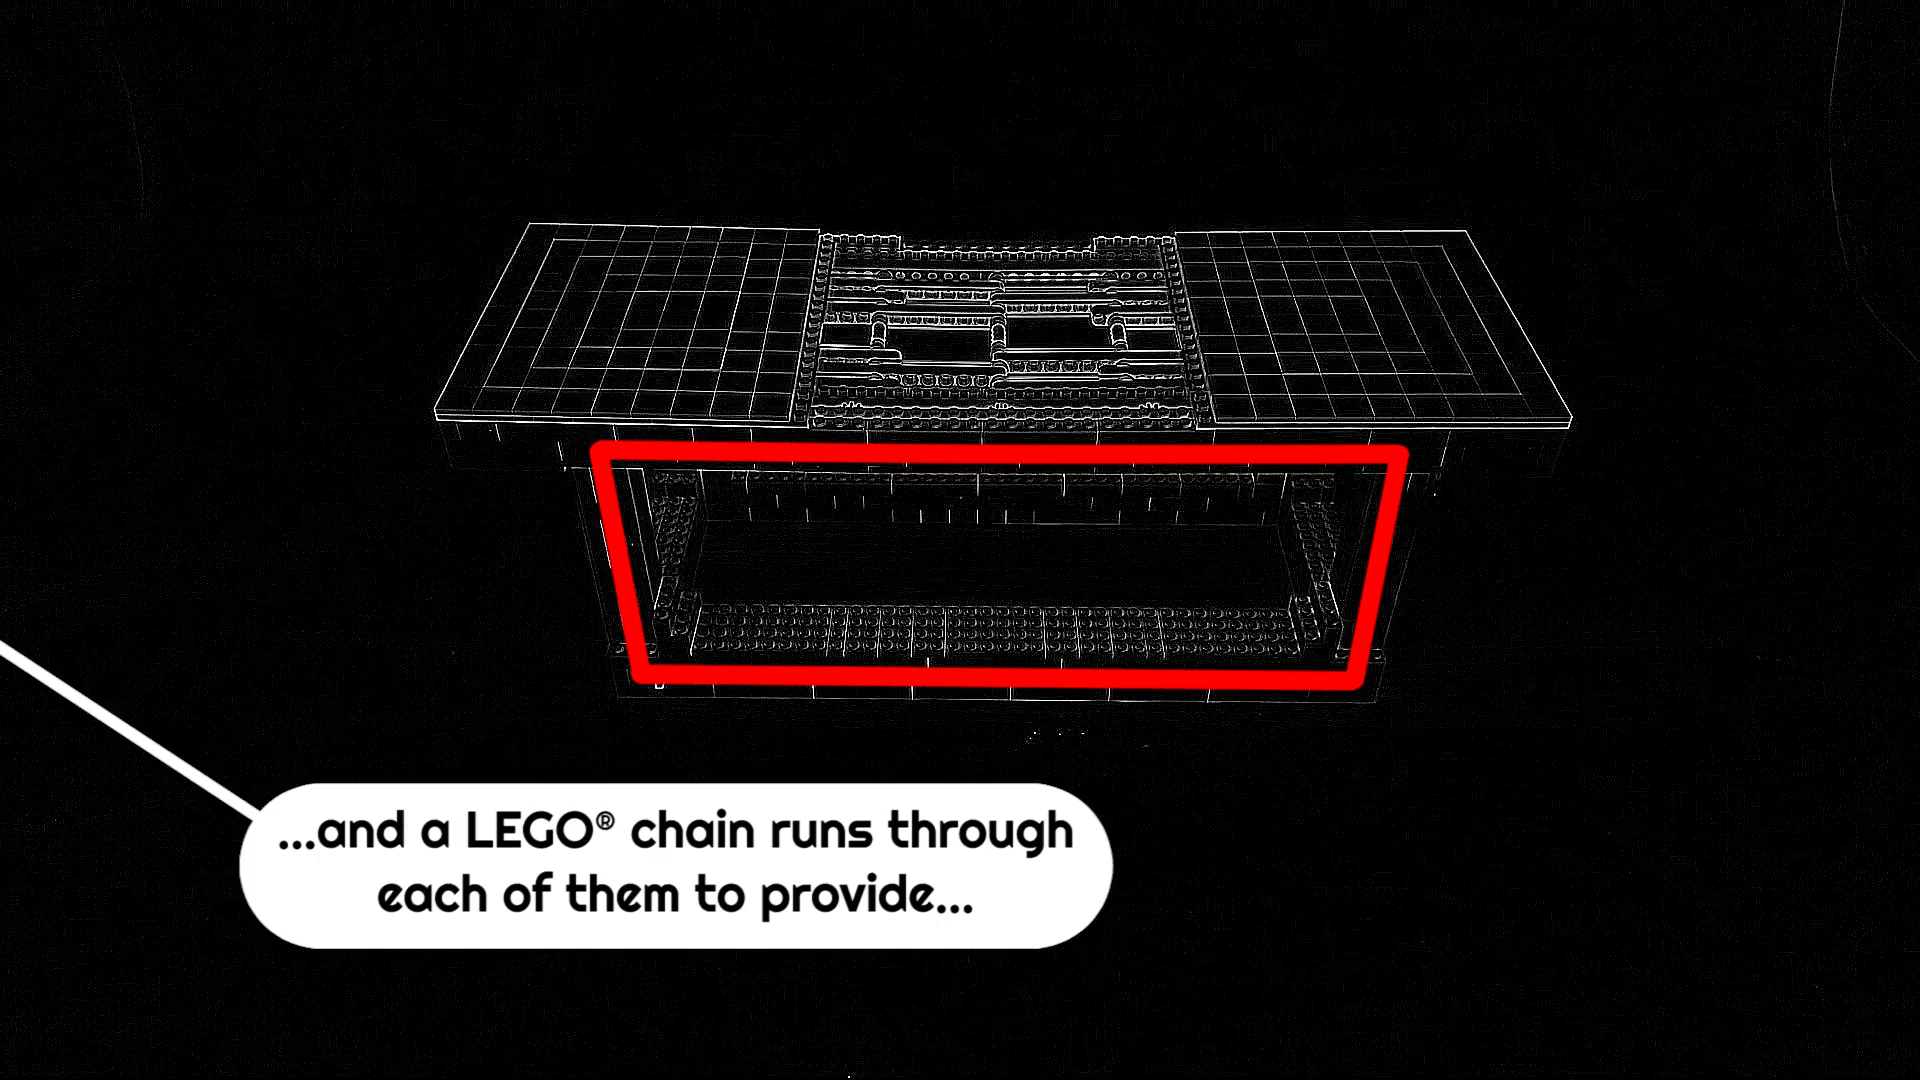 ...and a LEGO® chain runs through
each of them to provide...